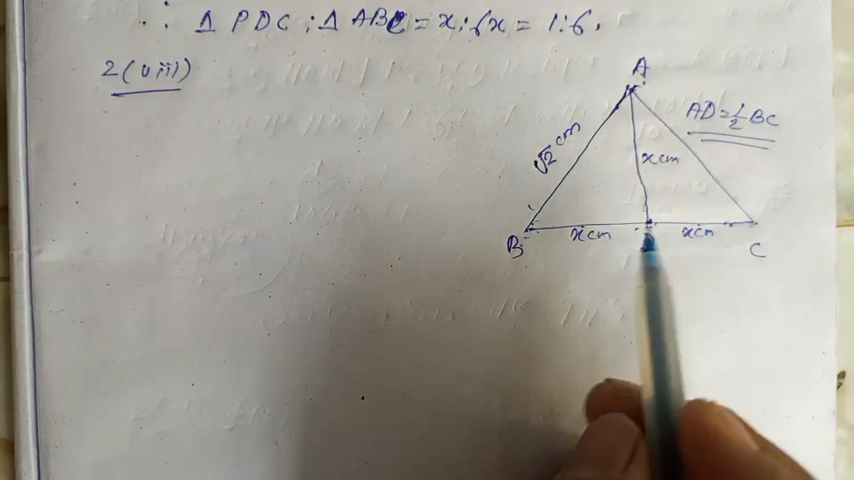 ∴ Δ PDC : Δ ABC = x : 6x = 1 : 6.
2(viii)
A
AD = 1/2 BC
√2 cm
x cm
x cm
x cm
B
C